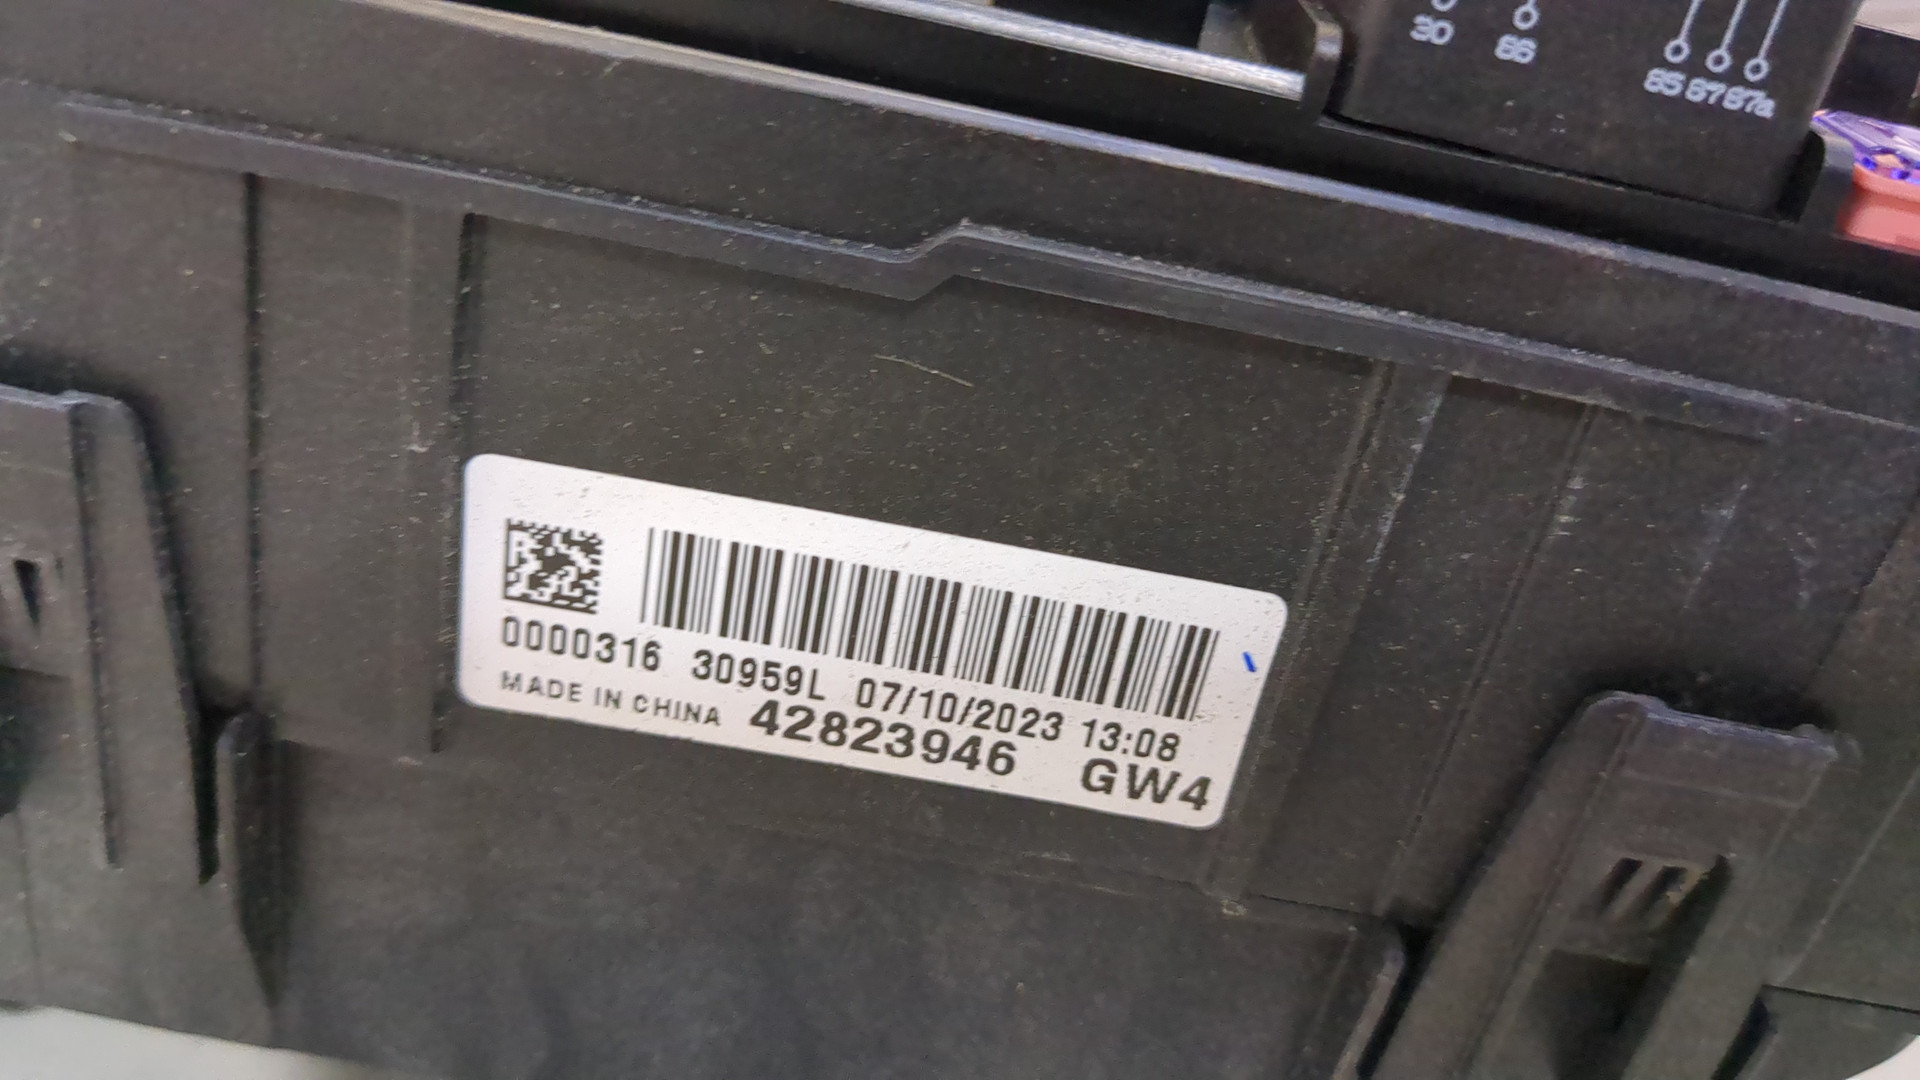 30 86 85 87 87a
0000316 30959L 07/10/2023 13:08
MADE IN CHINA 42823946 GW4